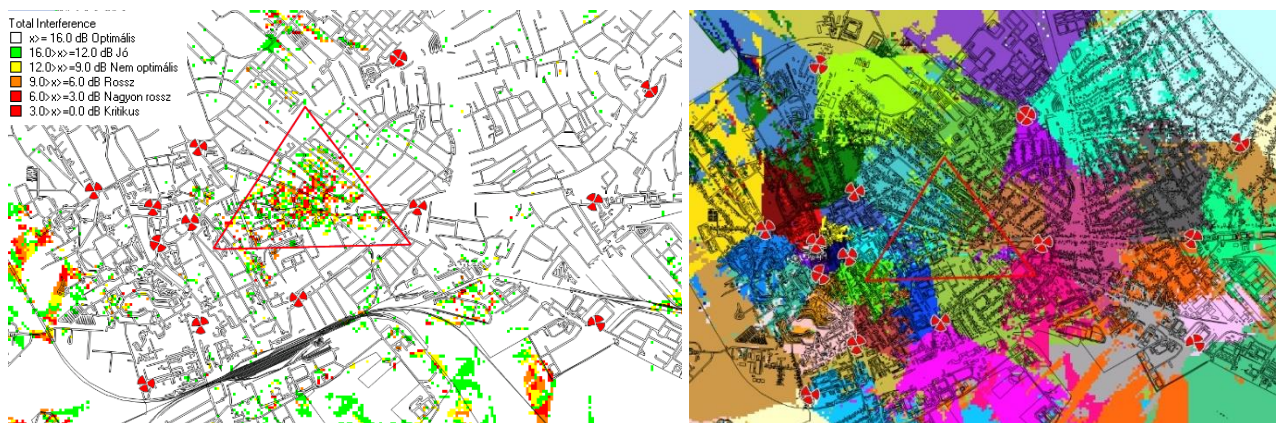 Total Interference
x>= 16.0 dB Optimális
16.0>x>=12.0 dB Jó
12.0>x>=9.0 dB Nem optimális
9.0>x>=6.0 dB Rossz
6.0>x>=3.0 dB Nagyon rossz
3.0>x>=0.0 dB Kritikus